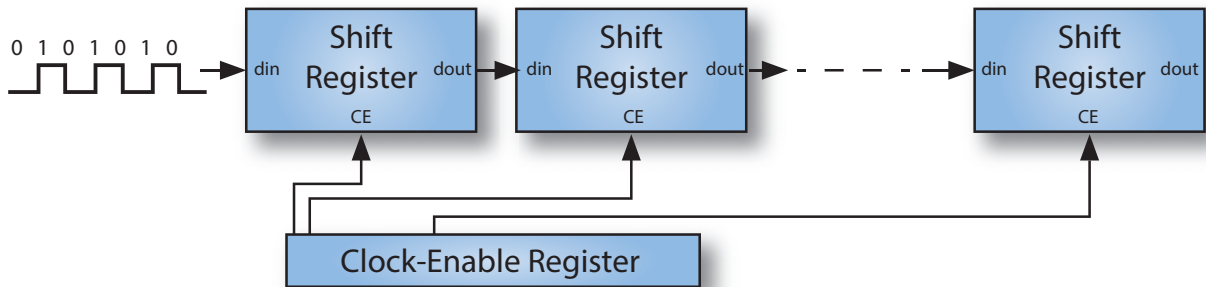 0 1 0 1 0 1 0
Shift
Register
din
dout
CE
Shift
Register
din
dout
CE
Shift
Register
din
dout
CE
Clock-Enable Register